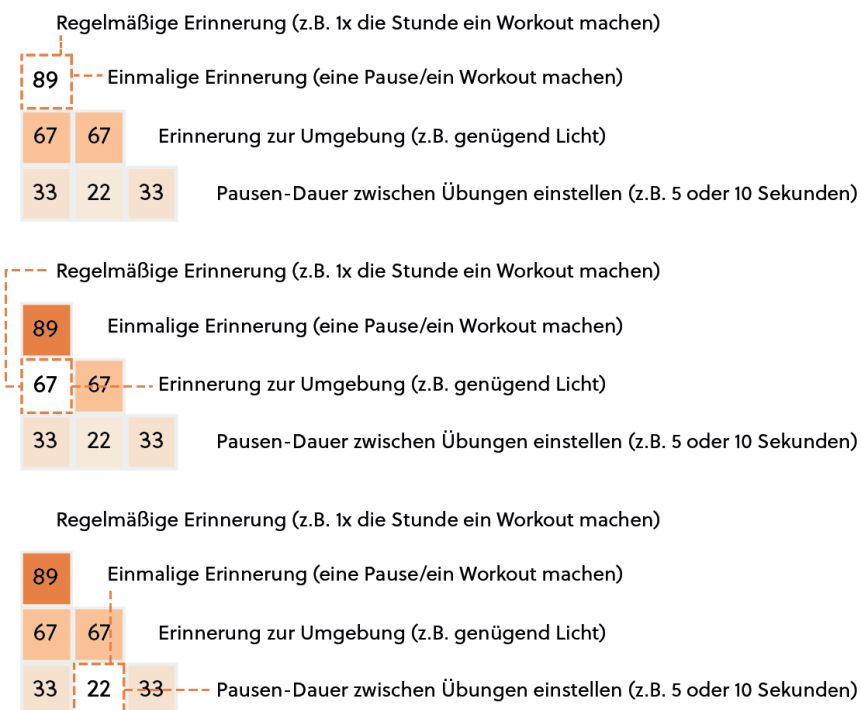 Regelmäßige Erinnerung (z.B. 1x die Stunde ein Workout machen)
89 Einmalige Erinnerung (eine Pause/ein Workout machen)
67 67 Erinnerung zur Umgebung (z.B. genügend Licht)
33 22 33 Pausen-Dauer zwischen Übungen einstellen (z.B. 5 oder 10 Sekunden)
Regelmäßige Erinnerung (z.B. 1x die Stunde ein Workout machen)
89 Einmalige Erinnerung (eine Pause/ein Workout machen)
67 67 Erinnerung zur Umgebung (z.B. genügend Licht)
33 22 33 Pausen-Dauer zwischen Übungen einstellen (z.B. 5 oder 10 Sekunden)
Regelmäßige Erinnerung (z.B. 1x die Stunde ein Workout machen)
89 Einmalige Erinnerung (eine Pause/ein Workout machen)
67 67 Erinnerung zur Umgebung (z.B. genügend Licht)
33 22 33 Pausen-Dauer zwischen Übungen einstellen (z.B. 5 oder 10 Sekunden)